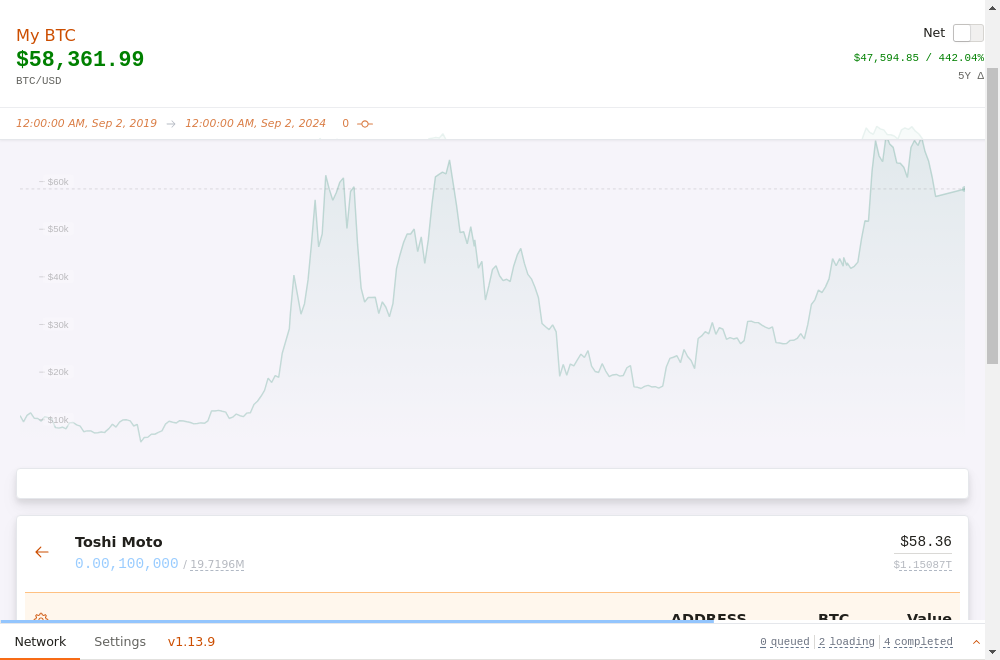 My BTC
Net
$58,361.99
$47,594.85 / 442.04%
BTC/USD
5Y Δ
12:00:00 AM, Sep 2, 2019 → 12:00:00 AM, Sep 2, 2024 0
$60k
$50k
$40k
$30k
$20k
$10k
Toshi Moto
$58.36
0.00,100,000 / 19.7196M
$1.15087T
ADDRESS BTC Value
Network Settings v1.13.9 0 queued 2 loading 4 completed